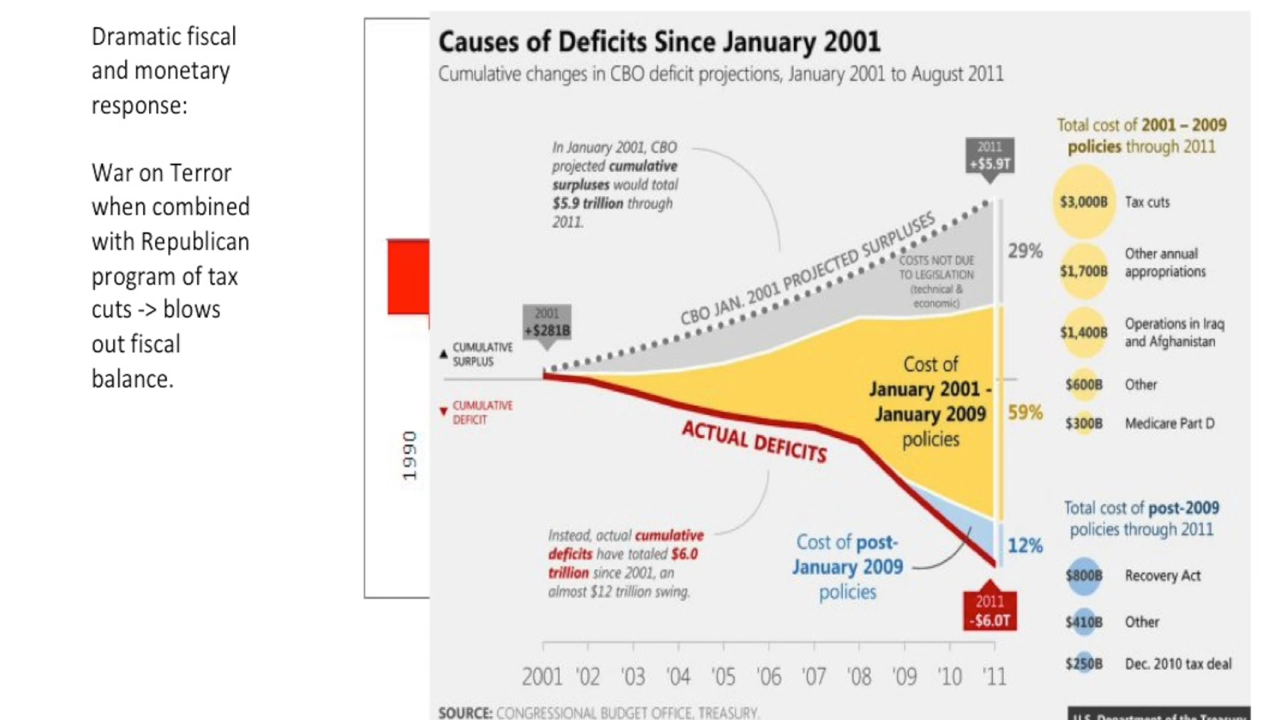 Dramatic fiscal
and monetary
response:
War on Terror
when combined
with Republican
program of tax
cuts -> blows
out fiscal
balance.
1990
Causes of Deficits Since January 2001
Cumulative changes in CBO deficit projections, January 2001 to August 2011
In January 2001, CBO
projected cumulative
surpluses would total
$5.9 trillion through
2011.
2011
+$5.9T
CBO JAN. 2001 PROJECTED SURPLUSES
COSTS NOT DUE
TO LEGISLATION
(technical &
economic)
29%
2001
+$281B
▲ CUMULATIVE
SURPLUS
▼ CUMULATIVE
DEFICIT
Cost of
January 2001 -
January 2009
policies
59%
ACTUAL DEFICITS
Instead, actual cumulative
deficits have totaled $6.0
trillion since 2001, an
almost $12 trillion swing.
Cost of post-
January 2009
policies
12%
2011
-$6.0T
2001 '02 '03 '04 '05 '06 '07 '08 '09 '10 '11
SOURCE: CONGRESSIONAL BUDGET OFFICE, TREASURY.
Total cost of 2001 – 2009
policies through 2011
$3,000B Tax cuts
$1,700B Other annual
appropriations
$1,400B Operations in Iraq
and Afghanistan
$600B Other
$300B Medicare Part D
Total cost of post-2009
policies through 2011
$800B Recovery Act
$410B Other
$250B Dec. 2010 tax deal
U.S. Department of the Treasury